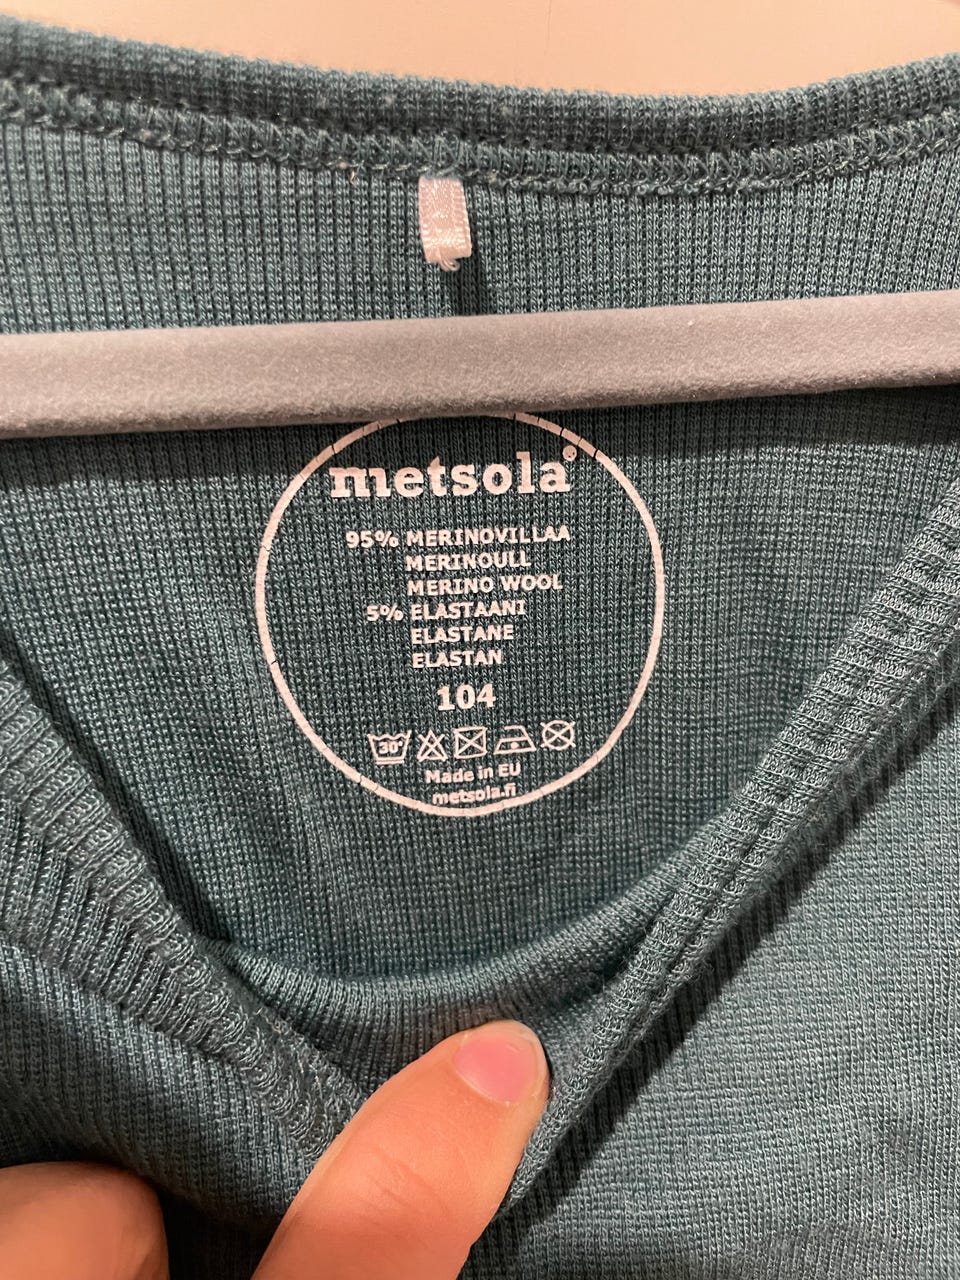 metsola®
95% MERINOVILLAA
MERINOULL
MERINO WOOL
5% ELASTAANI
ELASTANE
ELASTAN
104
30°
Made in EU
metsola.fi